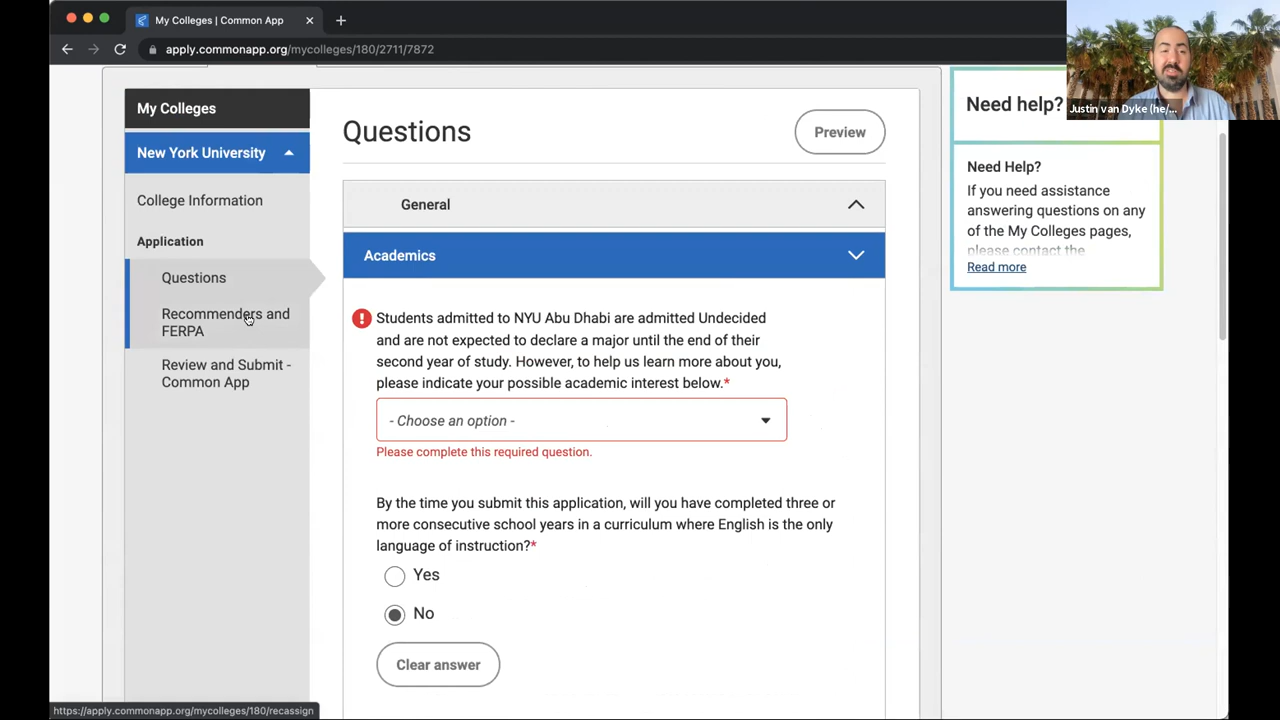 My Colleges | Common App
apply.commonapp.org/mycolleges/180/2711/7872
Justin van Dyke (he/...
My Colleges
New York University
College Information
Application
Questions
Recommenders and
FERPA
Review and Submit -
Common App
Questions
Preview
General
Academics
Students admitted to NYU Abu Dhabi are admitted Undecided
and are not expected to declare a major until the end of their
second year of study. However, to help us learn more about you,
please indicate your possible academic interest below.*
- Choose an option -
Please complete this required question.
By the time you submit this application, will you have completed three or
more consecutive school years in a curriculum where English is the only
language of instruction?*
Yes
No
Clear answer
Need help?
Need Help?
If you need assistance
answering questions on any
of the My Colleges pages,
please contact the
Read more
https://apply.commonapp.org/mycolleges/180/recassign